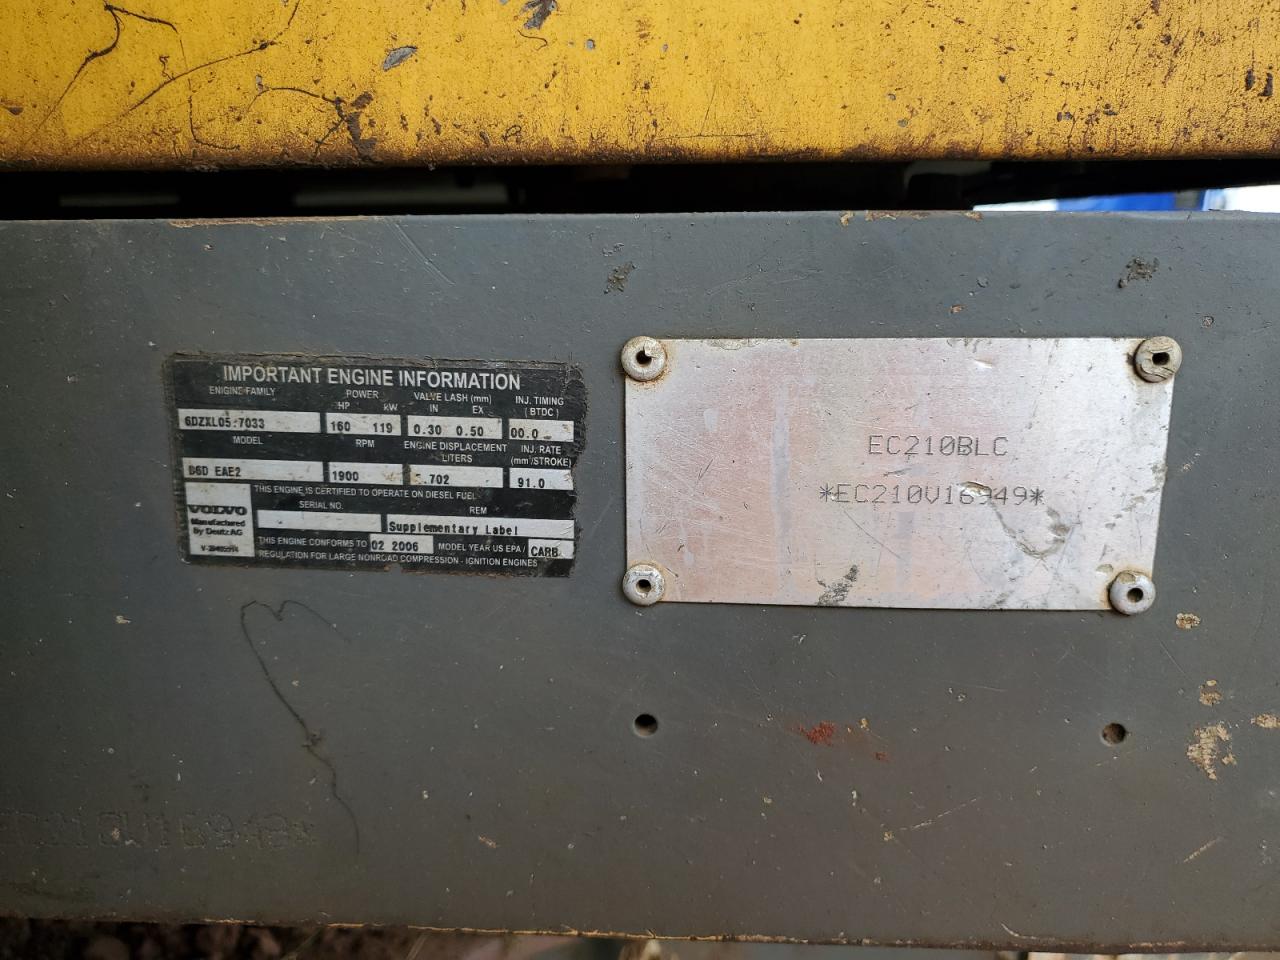 IMPORTANT ENGINE INFORMATION
ENGINE FAMILY
POWER
HP kW
VALVE LASH (mm)
IN EX
INJ. TIMING
(BTDC)
6DZXL05.7033
160 119
0.30 0.50
00.0
MODEL
RPM
ENGINE DISPLACEMENT
LITERS
INJ. RATE
(mm³/STROKE)
D6D EAE2
1900
5.702
91.0
THIS ENGINE IS CERTIFIED TO OPERATE ON DIESEL FUEL
SERIAL NO.
REM
Supplementary Label
VOLVO
Manufactured
by Deutz AG
THIS ENGINE CONFORMS TO 02 2006 MODEL YEAR US EPA / CARB
REGULATION FOR LARGE NONROAD COMPRESSION - IGNITION ENGINES
EC210BLC
*EC210V16949*
EC210V16949*